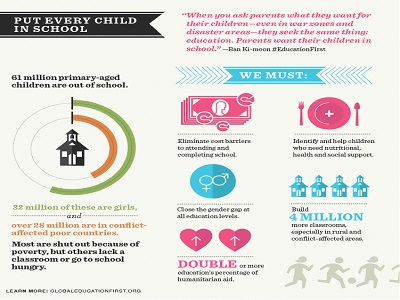 PUT EVERY CHILD
IN SCHOOL
"When you ask parents what they want for
their children—even in war zones and
disaster areas—they seek the same thing:
education. Parents want their children in
school." —Ban Ki-moon #EducationFirst
61 million primary-aged
children are out of school.
32 million of these are girls,
and
over 28 million are in conflict-
affected poor countries.
Most are shut out because of
poverty, but others lack a
classroom or go to school
hungry.
WE MUST:
Eliminate cost barriers
to attending and
completing school.
Identify and help children
who need nutritional,
health and social support.
Close the gender gap at
all education levels.
Build
4 MILLION
more classrooms,
especially in rural and
conflict-affected areas.
DOUBLE or more
education's percentage of
humanitarian aid.
LEARN MORE: GLOBALEDUCATIONFIRST.ORG